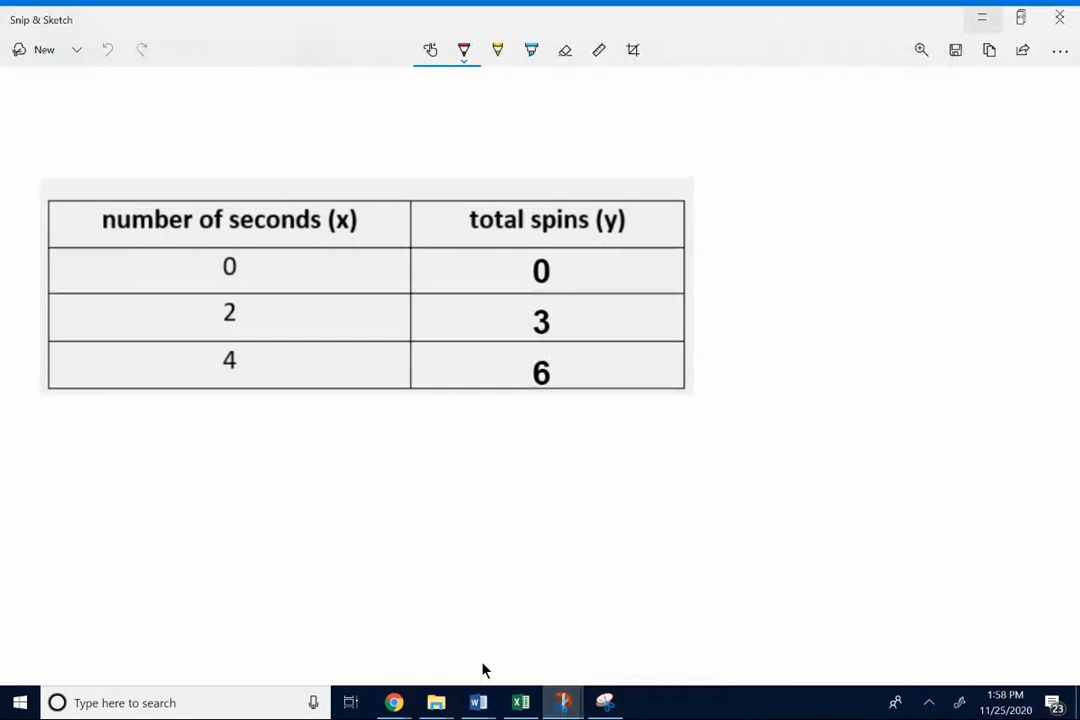 Snip & Sketch
New
number of seconds (x) total spins (y)
0 0
2 3
4 6
Type here to search
1:58 PM
11/25/2020
23